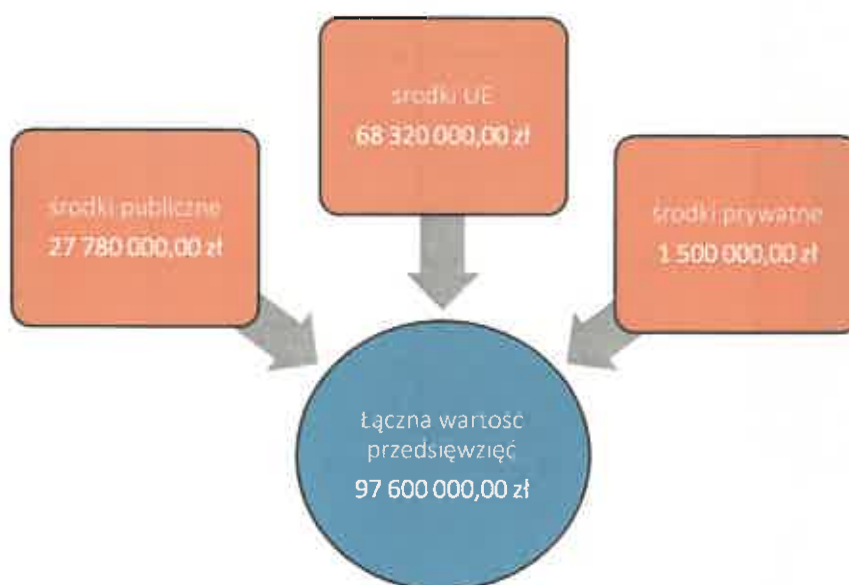 środki UE
68 320 000,00 zł
środki publiczne
27 780 000,00 zł
środki prywatne
1 500 000,00 zł
Łączna wartość
przedsięwzięć
97 600 000,00 zł